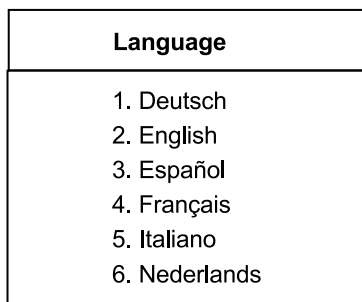 Language
1. Deutsch
2. English
3. Español
4. Français
5. Italiano
6. Nederlands